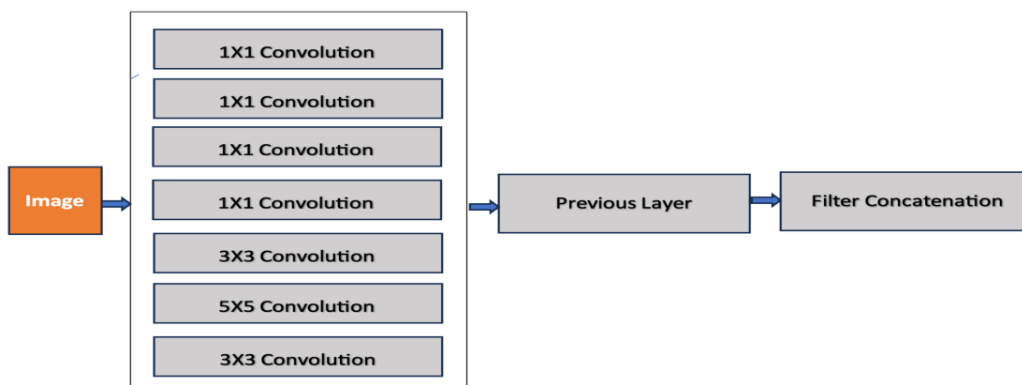 1X1 Convolution
1X1 Convolution
1X1 Convolution
Image
1X1 Convolution
Previous Layer
Filter Concatenation
3X3 Convolution
5X5 Convolution
3X3 Convolution